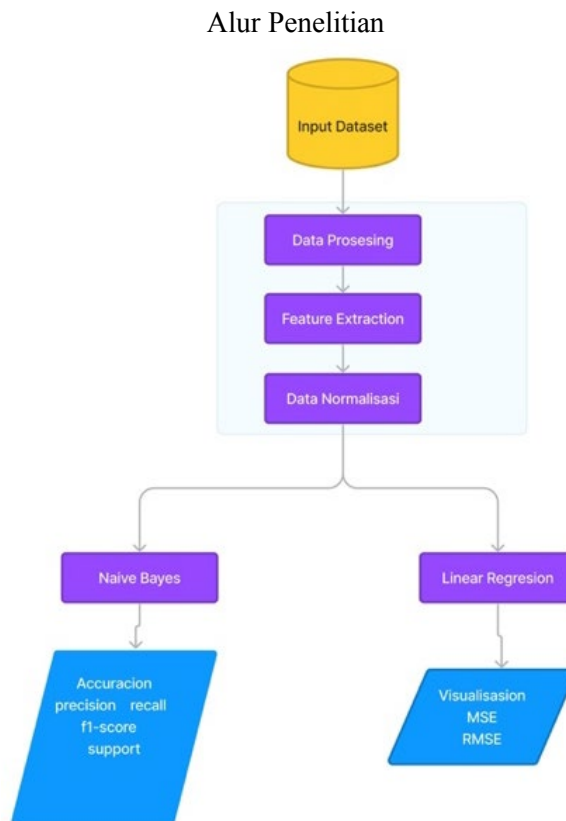 Alur Penelitian
Input Dataset
Data Prosesing
Feature Extraction
Data Normalisasi
Naive Bayes
Linear Regresion
Accuracion
precision recall
f1-score
support
Visualisasion
MSE
RMSE